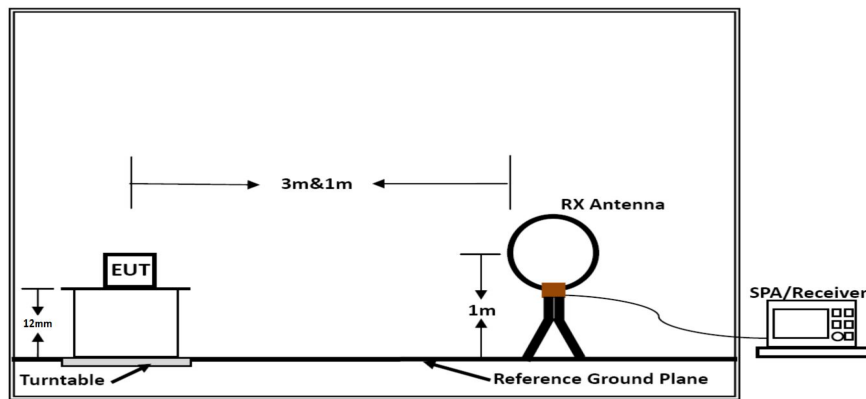 3m&1m
RX Antenna
EUT
1m
SPA/Receiver
12mm
Turntable
Reference Ground Plane